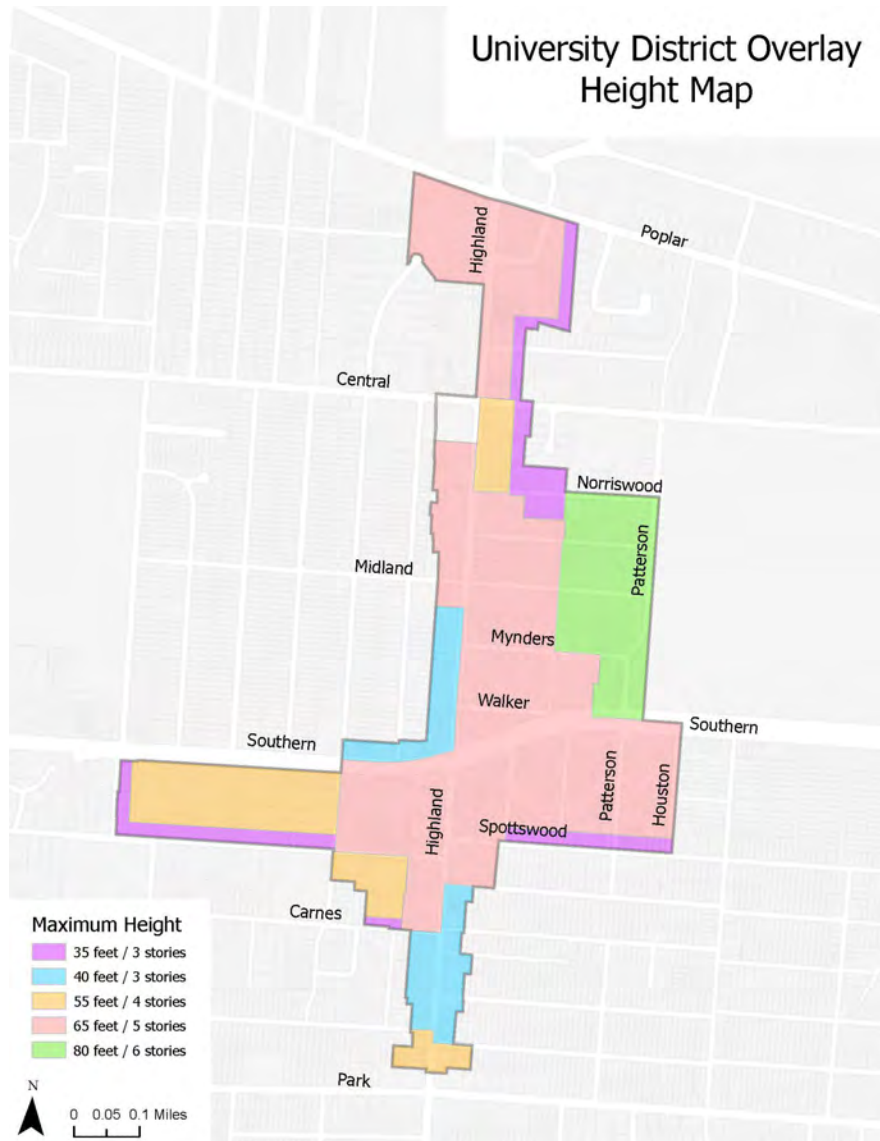 University District Overlay
Height Map
Highland
Poplar
Central
Norriswood
Patterson
Midland
Mynders
Walker
Southern
Southern
Patterson
Houston
Highland
Spottswood
Carnes
Maximum Height
35 feet / 3 stories
40 feet / 3 stories
55 feet / 4 stories
65 feet / 5 stories
80 feet / 6 stories
Park
N
0 0.05 0.1 Miles